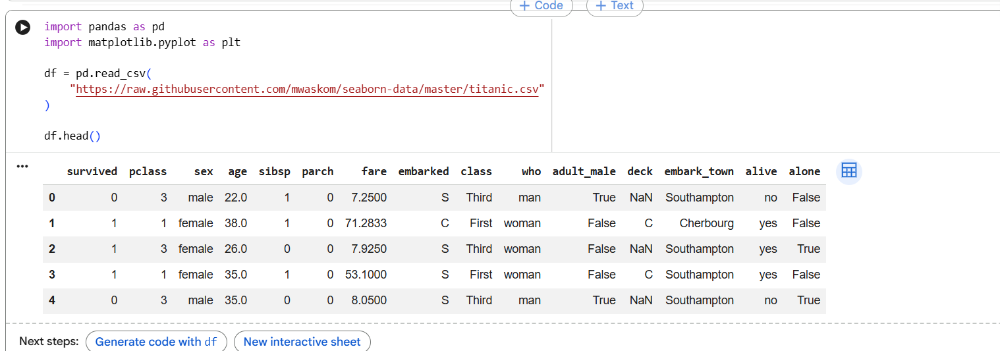 + Code + Text
import pandas as pd
import matplotlib.pyplot as plt
df = pd.read_csv(
"https://raw.githubusercontent.com/mwaskom/seaborn-data/master/titanic.csv"
)
df.head()
survived pclass sex age sibsp parch fare embarked class who adult_male deck embark_town alive alone
0 0 3 male 22.0 1 0 7.2500 S Third man True NaN Southampton no False
1 1 1 female 38.0 1 0 71.2833 C First woman False C Cherbourg yes False
2 1 3 female 26.0 0 0 7.9250 S Third woman False NaN Southampton yes True
3 1 1 female 35.0 1 0 53.1000 S First woman False C Southampton yes False
4 0 3 male 35.0 0 0 8.0500 S Third man True NaN Southampton no True
Next steps: Generate code with df New interactive sheet